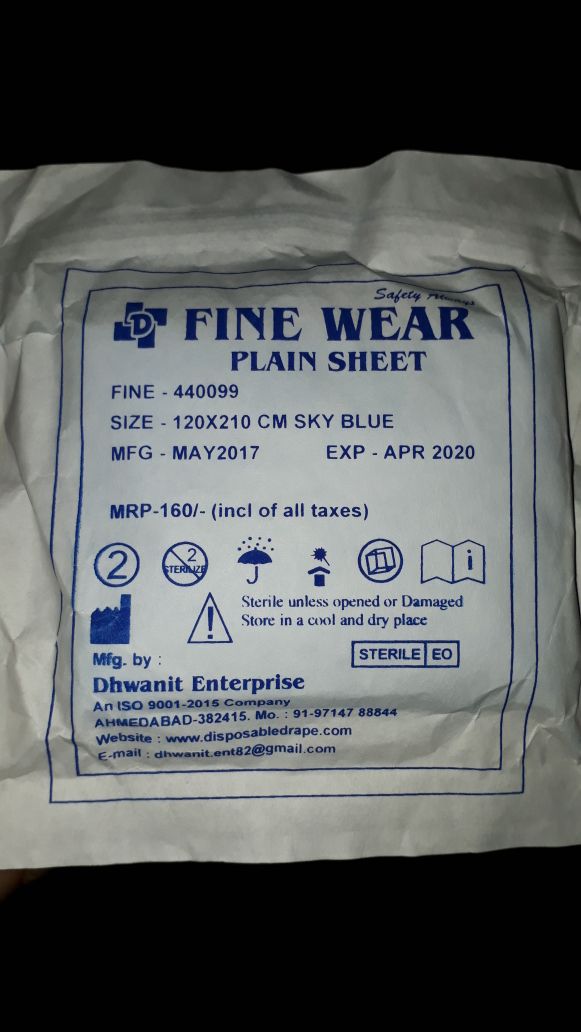 Safety Always
D
FINE WEAR
PLAIN SHEET
FINE - 440099
SIZE - 120X210 CM SKY BLUE
MFG - MAY2017 EXP - APR 2020
MRP-160/- (incl of all taxes)
2 2 STERILIZE i
! Sterile unless opened or Damaged
Store in a cool and dry place
STERILE EO
Mfg. by :
Dhwanit Enterprise
An ISO 9001-2015 Company
AHMEDABAD-382415. Mo. : 91-97147 88844
Website : www.disposabledrape.com
E-mail : dhwanit.ent82@gmail.com